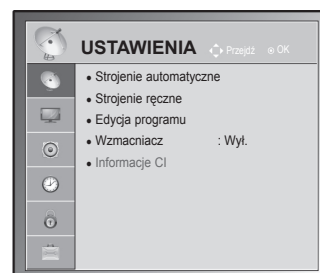 USTAWIENIA Przejdź OK
• Strojenie automatyczne
• Strojenie ręczne
• Edycja programu
• Wzmacniacz : Wył.
• Informacje CI